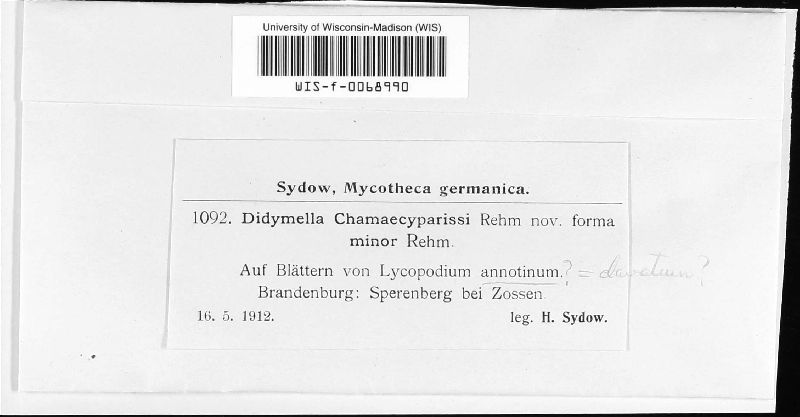 University of Wisconsin-Madison (WIS)
WIS-f-0068990
Sydow, Mycotheca germanica.
1092. Didymella Chamaecyparissi Rehm nov. forma
minor Rehm.
Auf Blättern von Lycopodium annotinum.? = clavatum?
Brandenburg: Sperenberg bei Zossen.
16. 5. 1912. leg. H. Sydow.